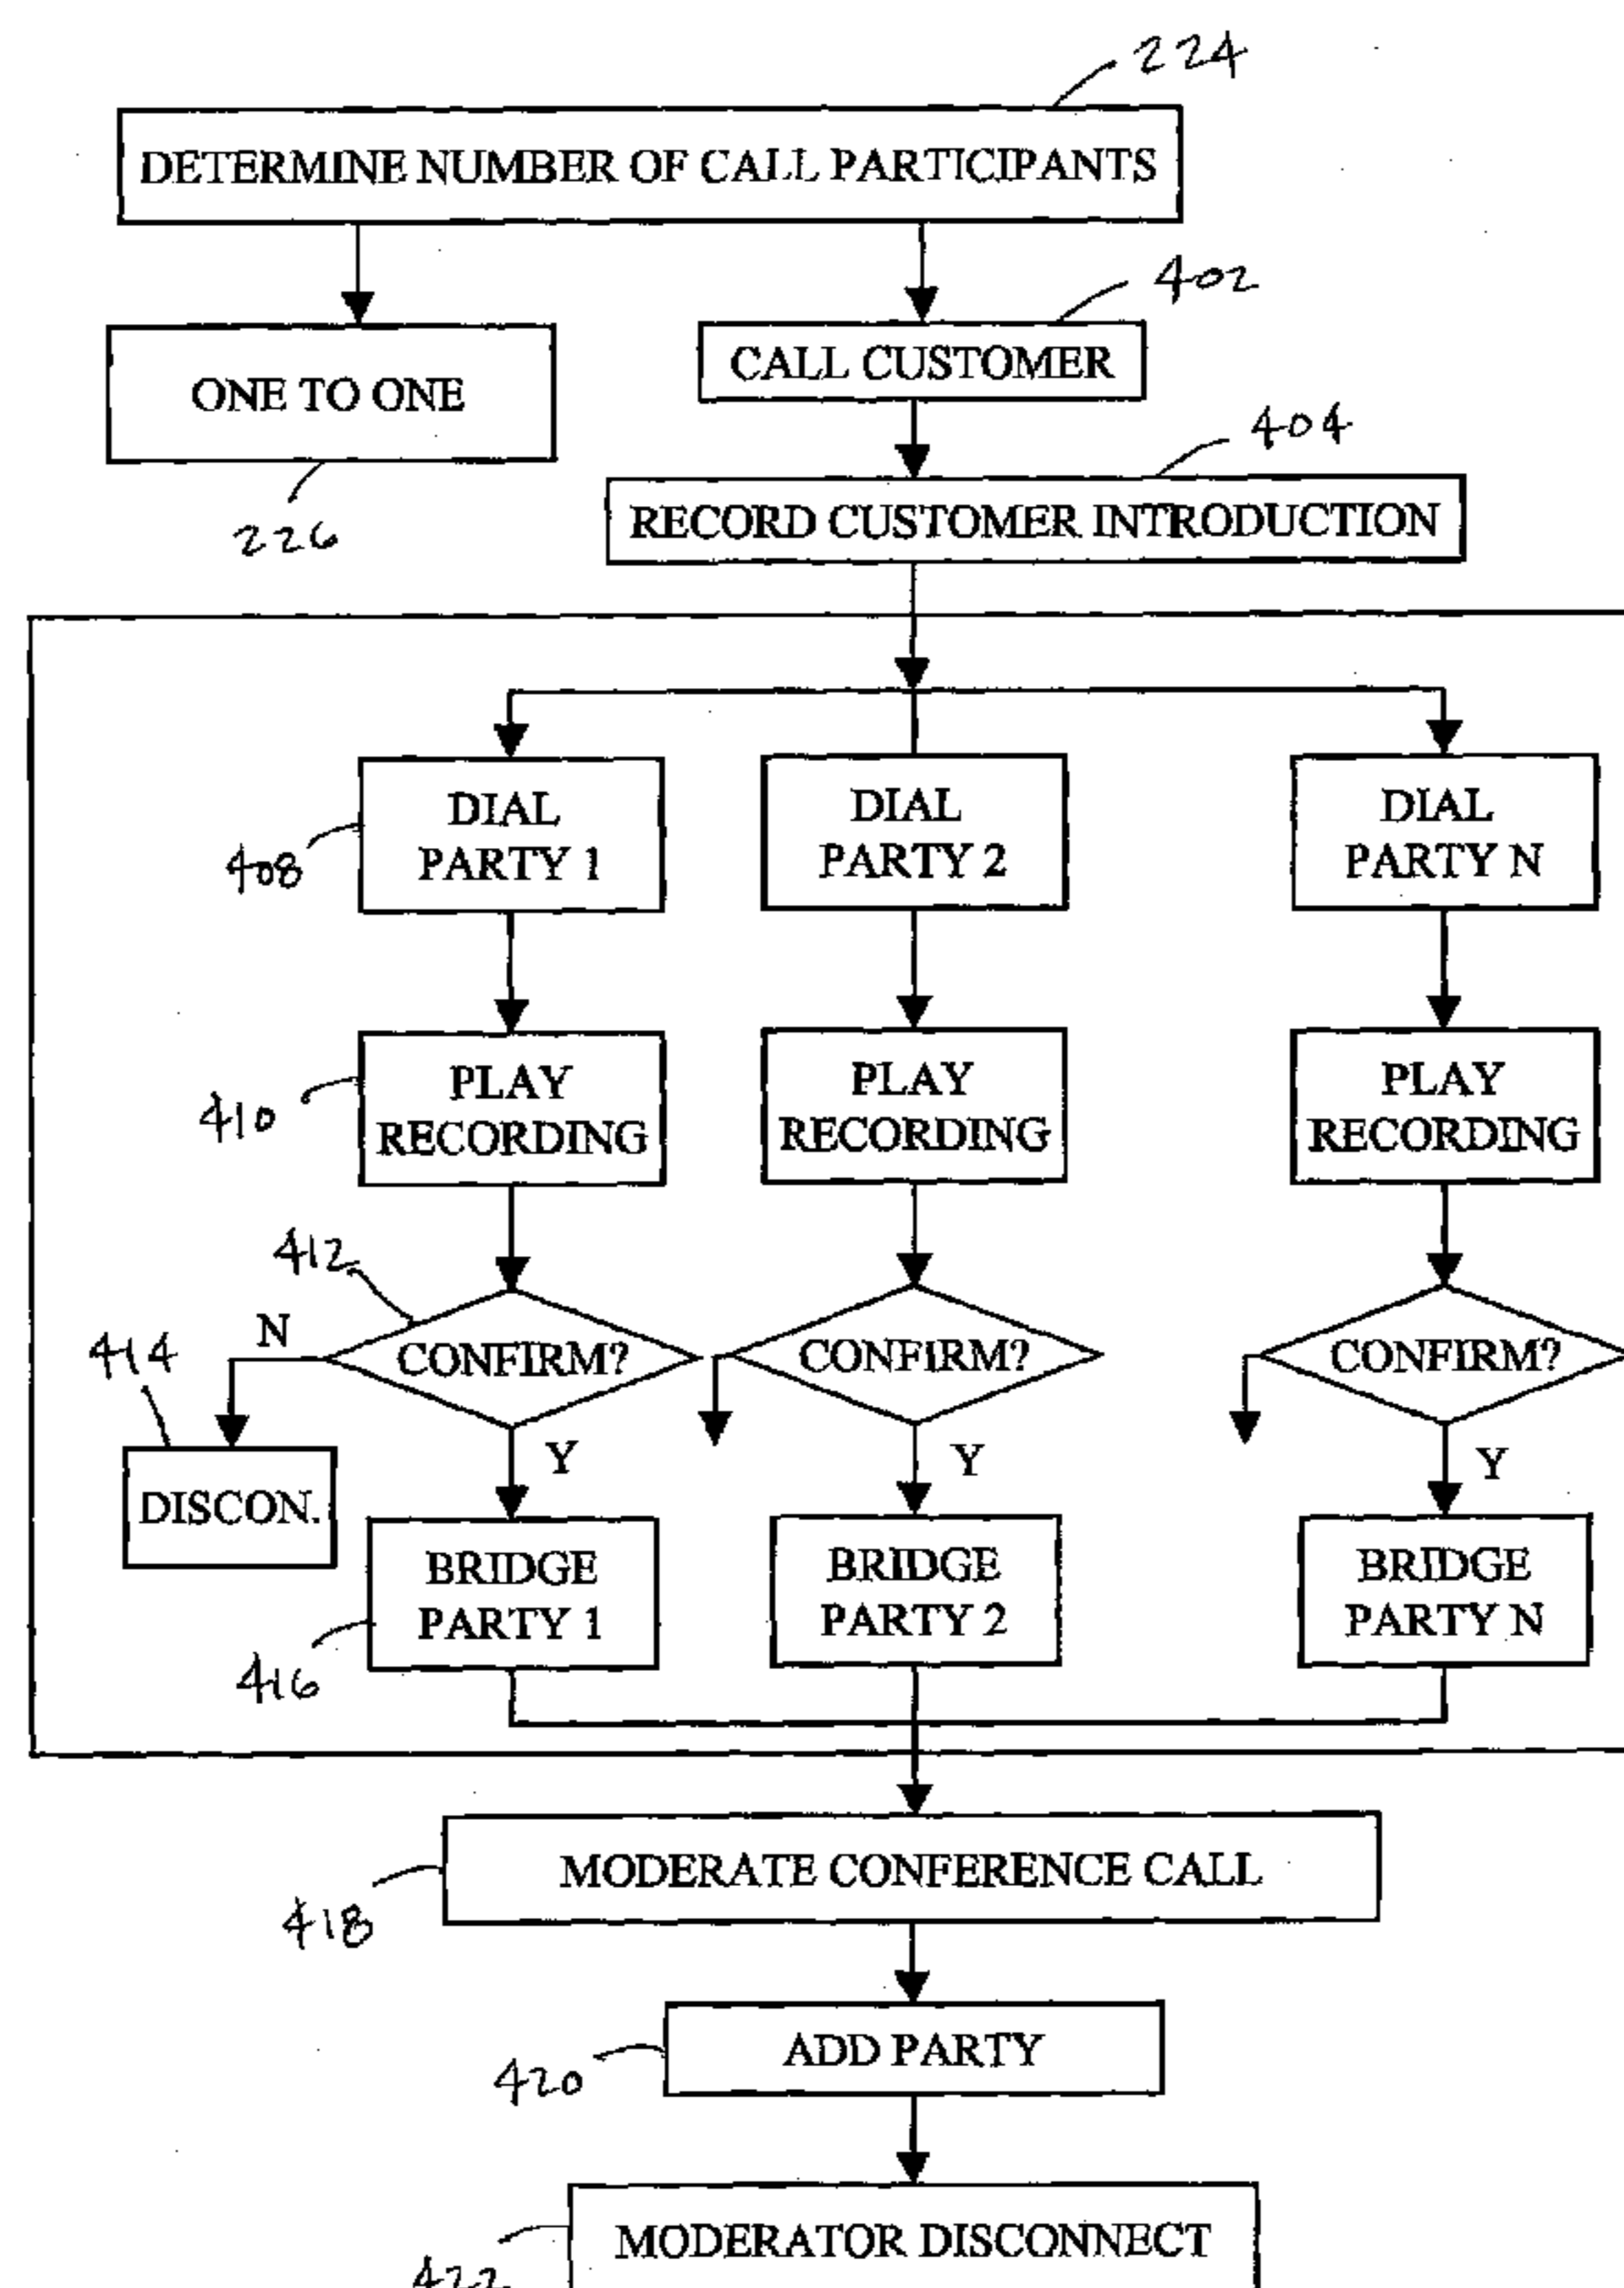 224
DETERMINE NUMBER OF CALL PARTICIPANTS
402
CALL CUSTOMER
ONE TO ONE
404
226
RECORD CUSTOMER INTRODUCTION
DIAL
PARTY 1
DIAL
PARTY 2
DIAL
PARTY N
408
PLAY
RECORDING
PLAY
RECORDING
PLAY
RECORDING
410
412
N
CONFIRM?
CONFIRM?
CONFIRM?
414
Y
Y
Y
DISCON.
BRIDGE
PARTY 1
BRIDGE
PARTY 2
BRIDGE
PARTY N
416
MODERATE CONFERENCE CALL
418
ADD PARTY
420
MODERATOR DISCONNECT
422